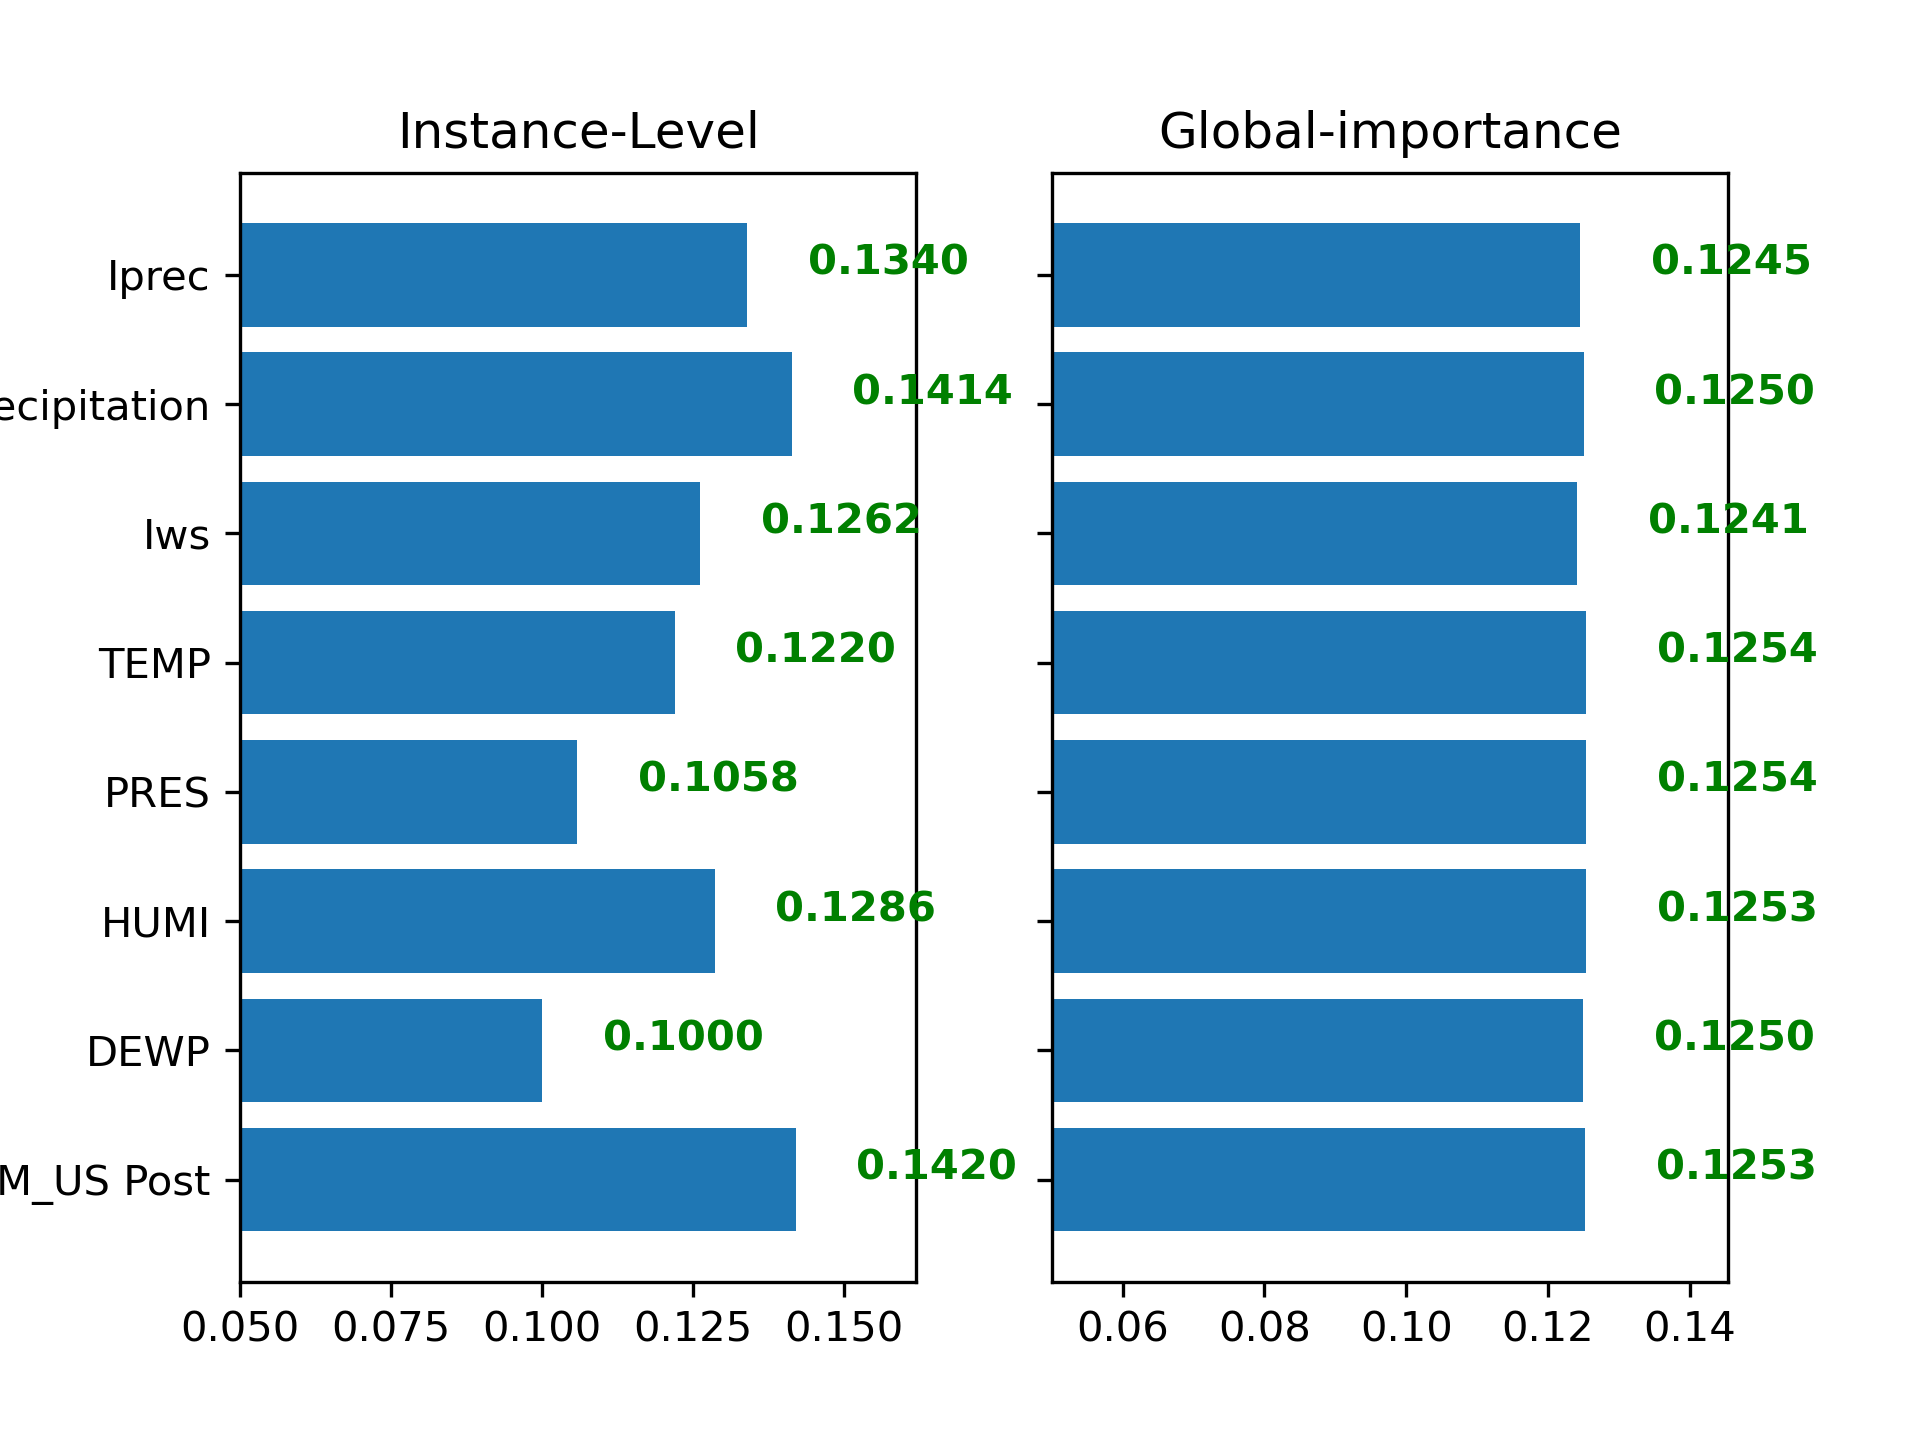 Instance-Level
Iprec
ecipitation
Iws
TEMP
PRES
HUMI
DEWP
M_US Post
0.1340
0.1414
0.1262
0.1220
0.1058
0.1286
0.1000
0.1420
0.050 0.075 0.100 0.125 0.150
Global-importance
0.1245
0.1250
0.1241
0.1254
0.1254
0.1253
0.1250
0.1253
0.06 0.08 0.10 0.12 0.14